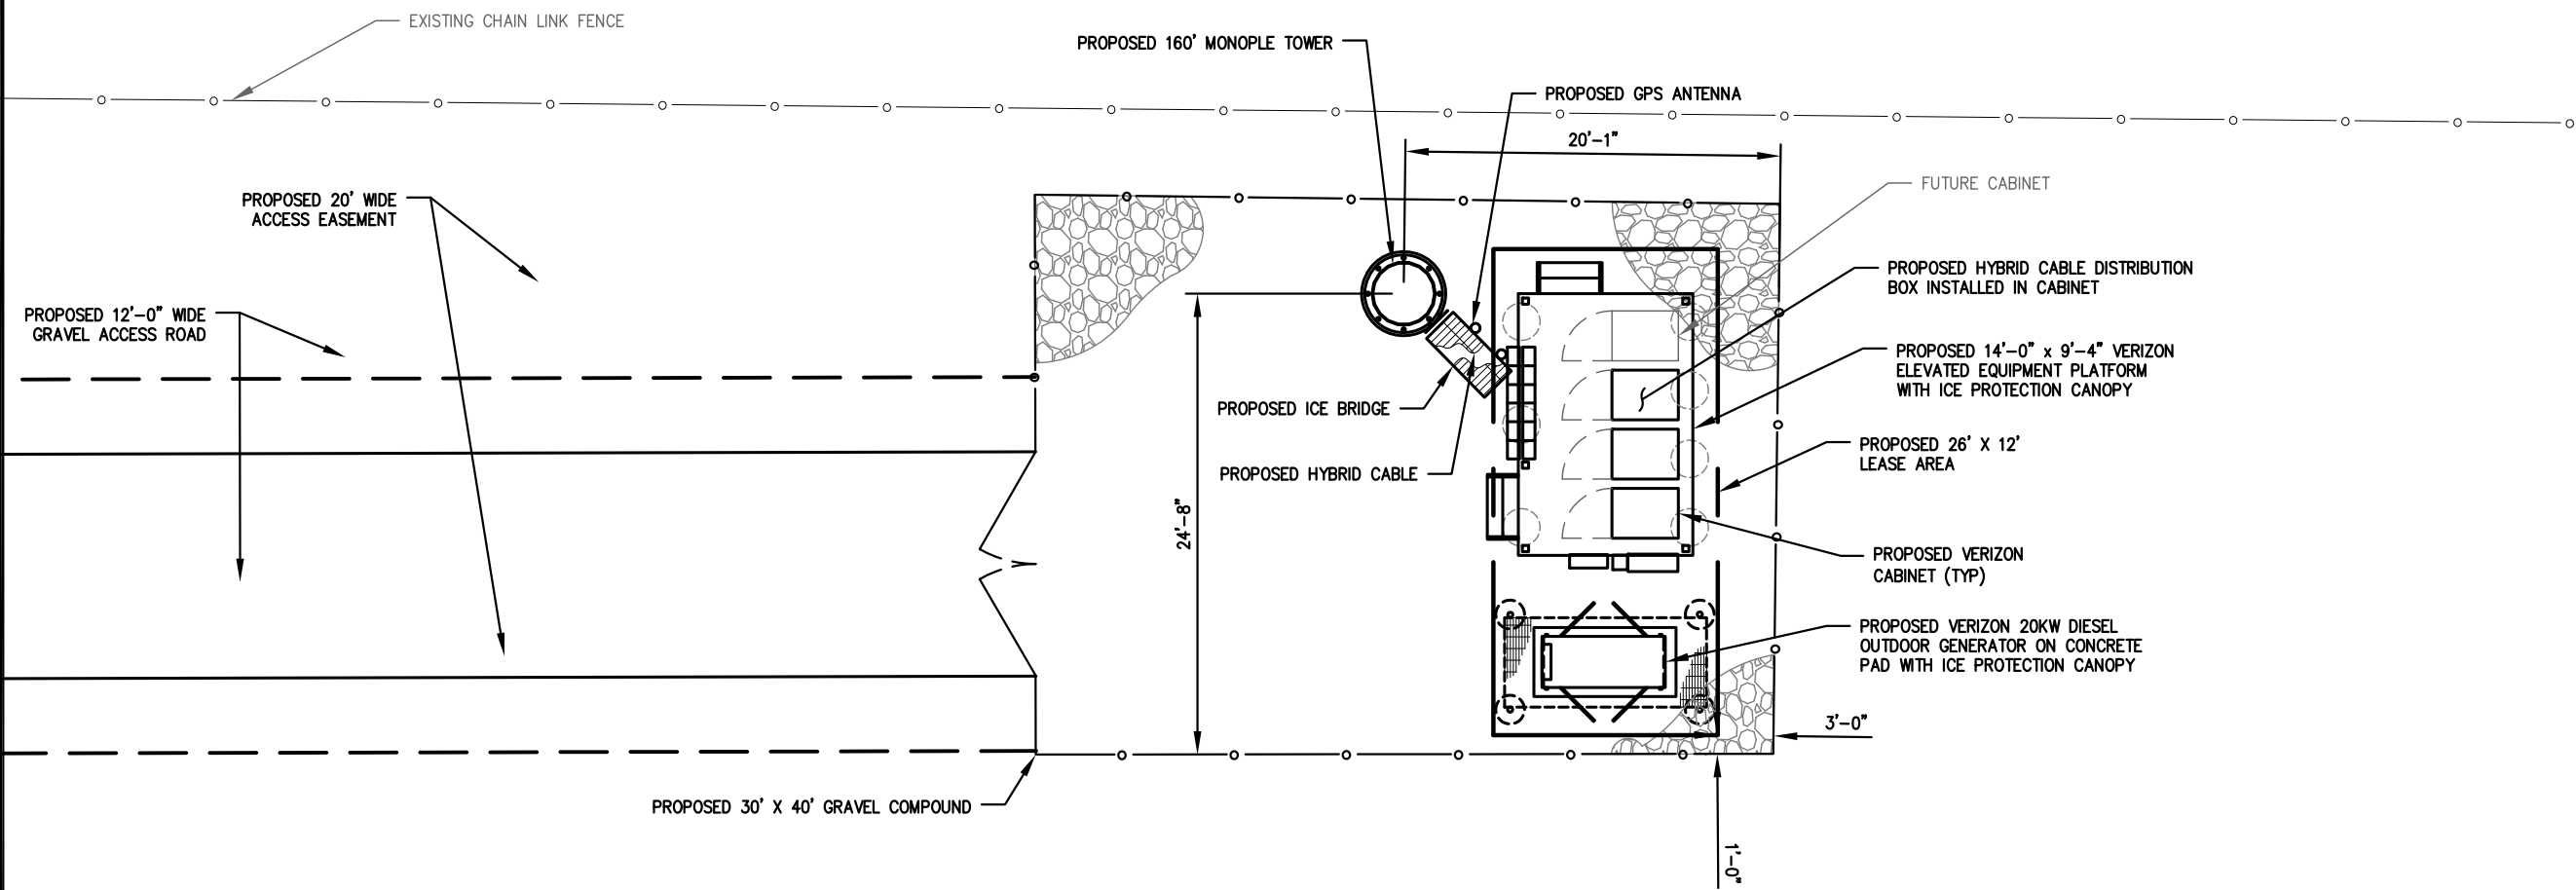 EXISTING CHAIN LINK FENCE
PROPOSED 160' MONOPLE TOWER
PROPOSED GPS ANTENNA
20'-1"
FUTURE CABINET
PROPOSED 20' WIDE
ACCESS EASEMENT
PROPOSED HYBRID CABLE DISTRIBUTION
BOX INSTALLED IN CABINET
PROPOSED 12'-0" WIDE
GRAVEL ACCESS ROAD
PROPOSED 14'-0" x 9'-4" VERIZON
ELEVATED EQUIPMENT PLATFORM
WITH ICE PROTECTION CANOPY
PROPOSED ICE BRIDGE
PROPOSED 26' X 12'
LEASE AREA
PROPOSED HYBRID CABLE
24'-8"
PROPOSED VERIZON
CABINET (TYP)
PROPOSED VERIZON 20KW DIESEL
OUTDOOR GENERATOR ON CONCRETE
PAD WITH ICE PROTECTION CANOPY
3'-0"
PROPOSED 30' X 40' GRAVEL COMPOUND
1'-0"